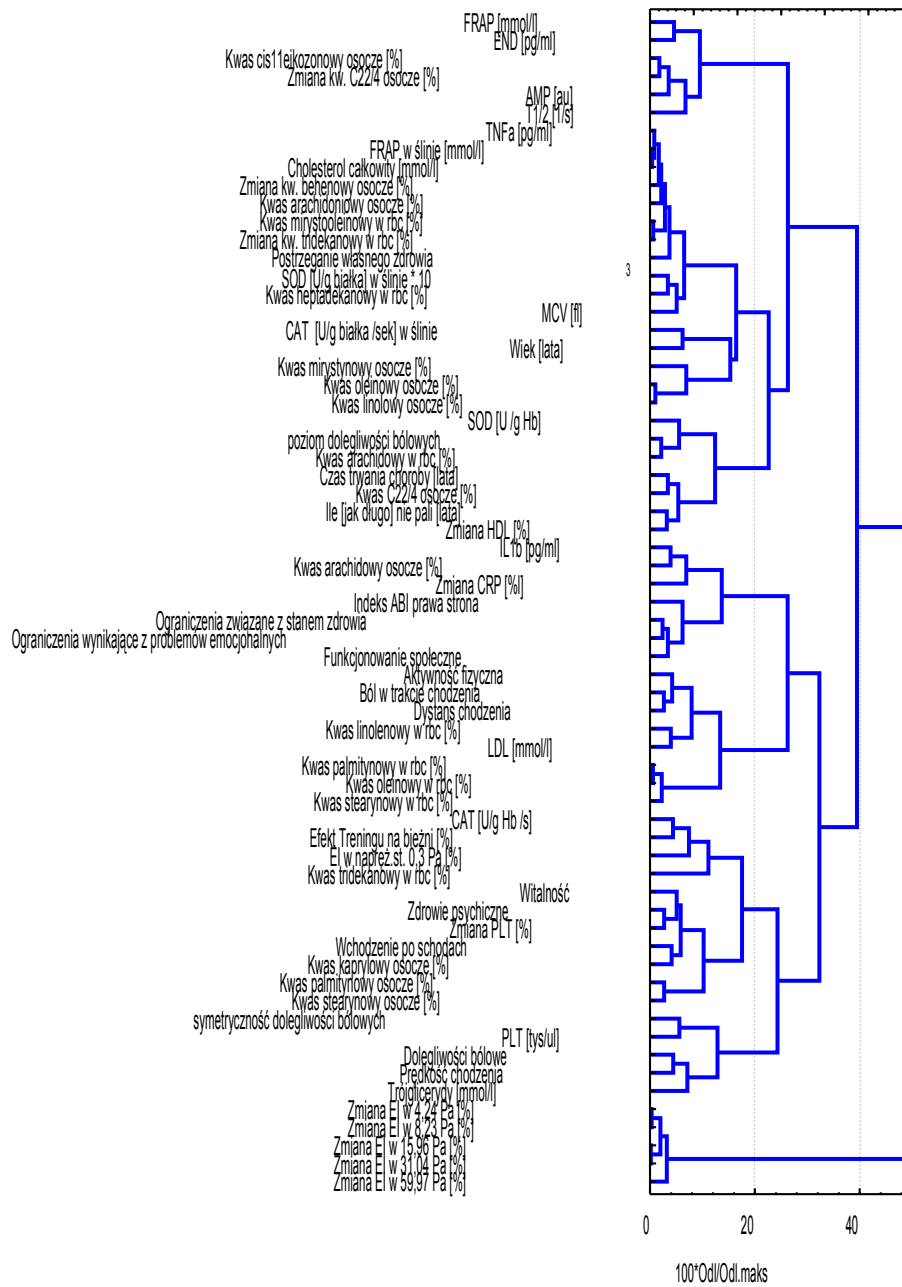 FRAP [mmol/l]
END [pg/ml]
Kwas cis11eikozonowy osocze [%]
Zmiana kw. C22/4 osocze [%]
AMP [au]
T1/2 [1/s]
TNFa [pg/ml]
FRAP w ślinie [mmol/l]
Cholesterol całkowity [mmol/l]
Zmiana kw. behenowy osocze [%]
Kwas arachidoniowy osocze [%]
Kwas mirystooleinowy w rbc [%]
Zmiana kw. tridekanowy w rbc [%]
Postrzeganie własnego zdrowia
SOD [U/g białka] w ślinie * 10
Kwas heptadekanowy w rbc [%]
3
MCV [fl]
CAT [U/g białka /sek] w ślinie
Wiek [lata]
Kwas mirystynowy osocze [%]
Kwas oleinowy osocze [%]
Kwas linolowy osocze [%]
SOD [U /g Hb]
poziom dolegliwości bólowych
Kwas arachidowy w rbc [%]
Czas trwania choroby [lata]
Kwas C22/4 osocze [%]
Ile [jak długo] nie pali [lata]
Zmiana HDL [%]
IL1b [pg/ml]
Kwas arachidowy osocze [%]
Zmiana CRP [%l]
Indeks ABI prawa strona
Ograniczenia związane z stanem zdrowia
Ograniczenia wynikające z problemów emocjonalnych
Funkcjonowanie społeczne
Aktywność fizyczna
Ból w trakcie chodzenia
Dystans chodzenia
Kwas linolenowy w rbc [%]
LDL [mmol/l]
Kwas palmitynowy w rbc [%]
Kwas oleinowy w rbc [%]
Kwas stearynowy w rbc [%]
CAT [U/g Hb /s]
Efekt Treningu na bieżni [%]
EI w napręż.st. 0,3 Pa [%]
Kwas tridekanowy w rbc [%]
Witalność
Zdrowie psychiczne
Zmiana PLT [%]
Wchodzenie po schodach
Kwas kaprylowy osocze [%]
Kwas palmitynowy osocze [%]
Kwas stearynowy osocze [%]
symetryczność dolegliwości bólowych
PLT [tys/ul]
Dolegliwości bólowe
Prędkość chodzenia
Trójglicerydy [mmol/l]
Zmiana EI w 4,24 Pa [%]
Zmiana EI w 8,23 Pa [%]
Zmiana EI w 15,96 Pa [%]
Zmiana EI w 31,04 Pa [%]
Zmiana EI w 59,97 Pa [%]
0 20 40
100*Odl/Odl.maks